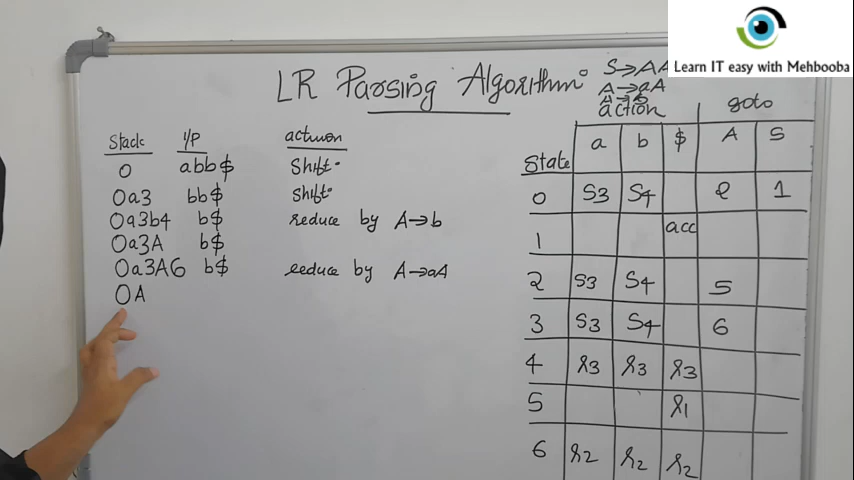 Learn IT easy with Mehbooba
LR Parsing Algorithm
S→AA
A→aA
A→b
Stack I/P action
0 abb$ Shift
0a3 bb$ Shift
0a3b4 b$ reduce by A→b
0a3A b$
0a3A6 b$ reduce by A→aA
0A
action goto
State a b $ A S
0 S3 S4 2 1
1 acc
2 S3 S4 5
3 S3 S4 6
4 r3 r3 r3
5 r1
6 r2 r2 r2